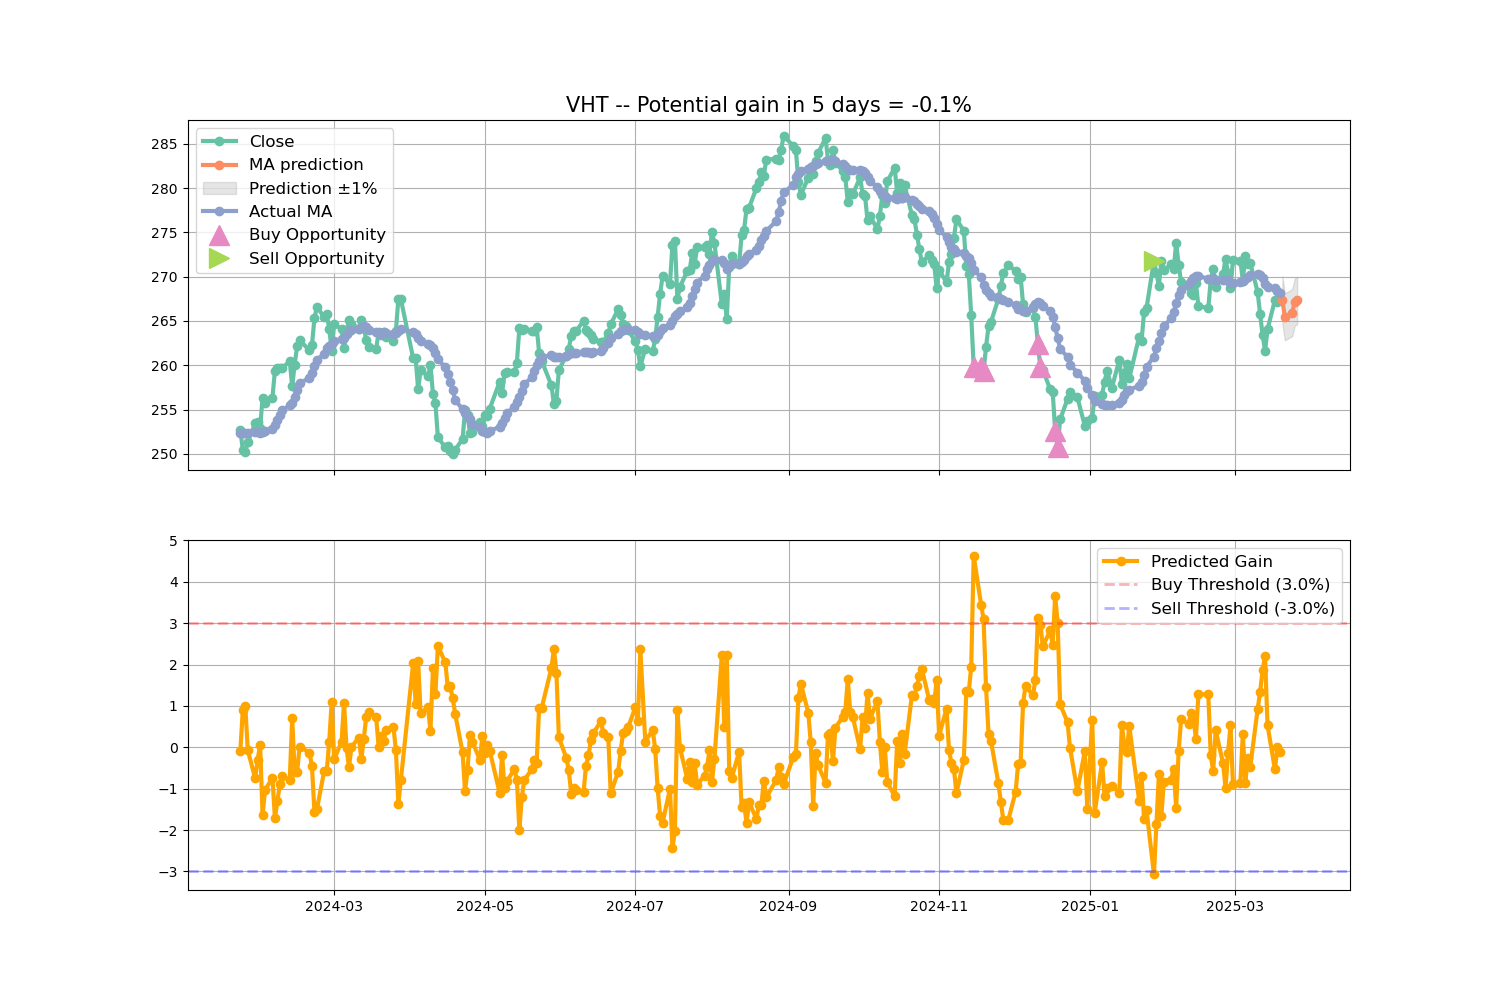 VHT -- Potential gain in 5 days = -0.1%
Close
MA prediction
Prediction ±1%
Actual MA
Buy Opportunity
Sell Opportunity
285
280
275
270
265
260
255
250
Predicted Gain
Buy Threshold (3.0%)
Sell Threshold (-3.0%)
5
4
3
2
1
0
−1
−2
−3
2024-03 2024-05 2024-07 2024-09 2024-11 2025-01 2025-03